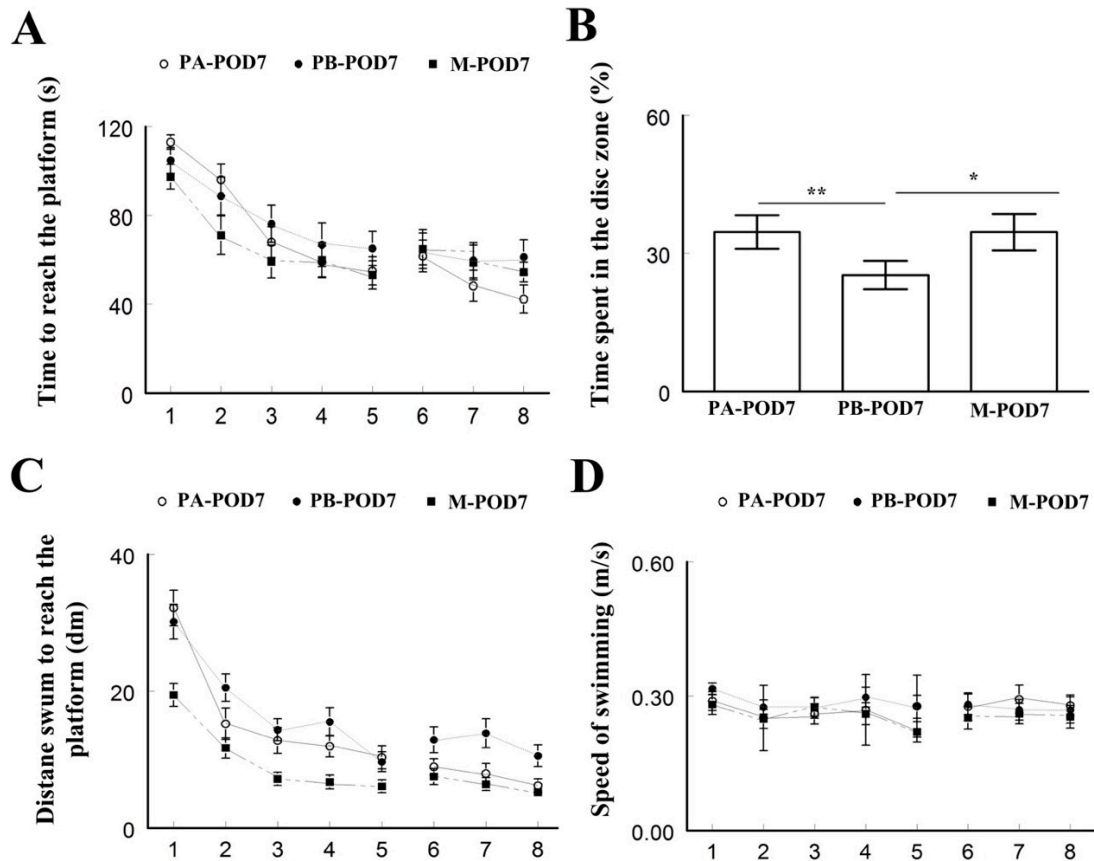 A
PA-POD7 PB-POD7 M-POD7
Time to reach the platform (s)
120
80
40
0
1 2 3 4 5 6 7 8
B
Time spent in the disc zone (%)
60
30
0
**
*
PA-POD7 PB-POD7 M-POD7
C
PA-POD7 PB-POD7 M-POD7
Distane swum to reach the
platform (dm)
40
20
0
1 2 3 4 5 6 7 8
D
PA-POD7 PB-POD7 M-POD7
Speed of swimming (m/s)
0.60
0.30
0.00
1 2 3 4 5 6 7 8